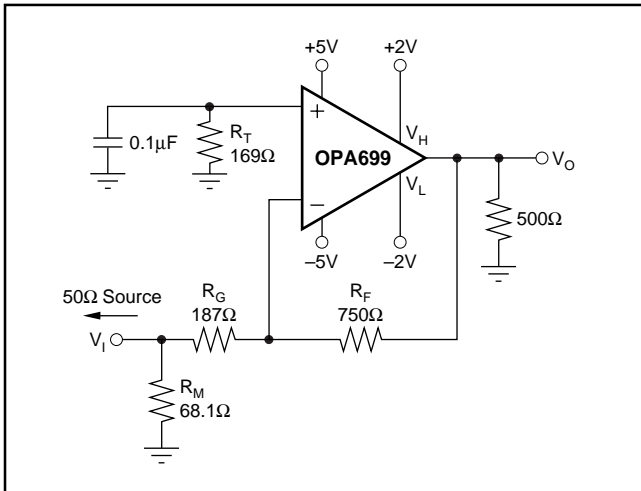 +5V
+2V
+
0.1µF
R_T
169Ω
V_H
OPA699
V_O
V_L
−
500Ω
−5V
−2V
50Ω Source
R_G
187Ω
R_F
750Ω
V_I
R_M
68.1Ω